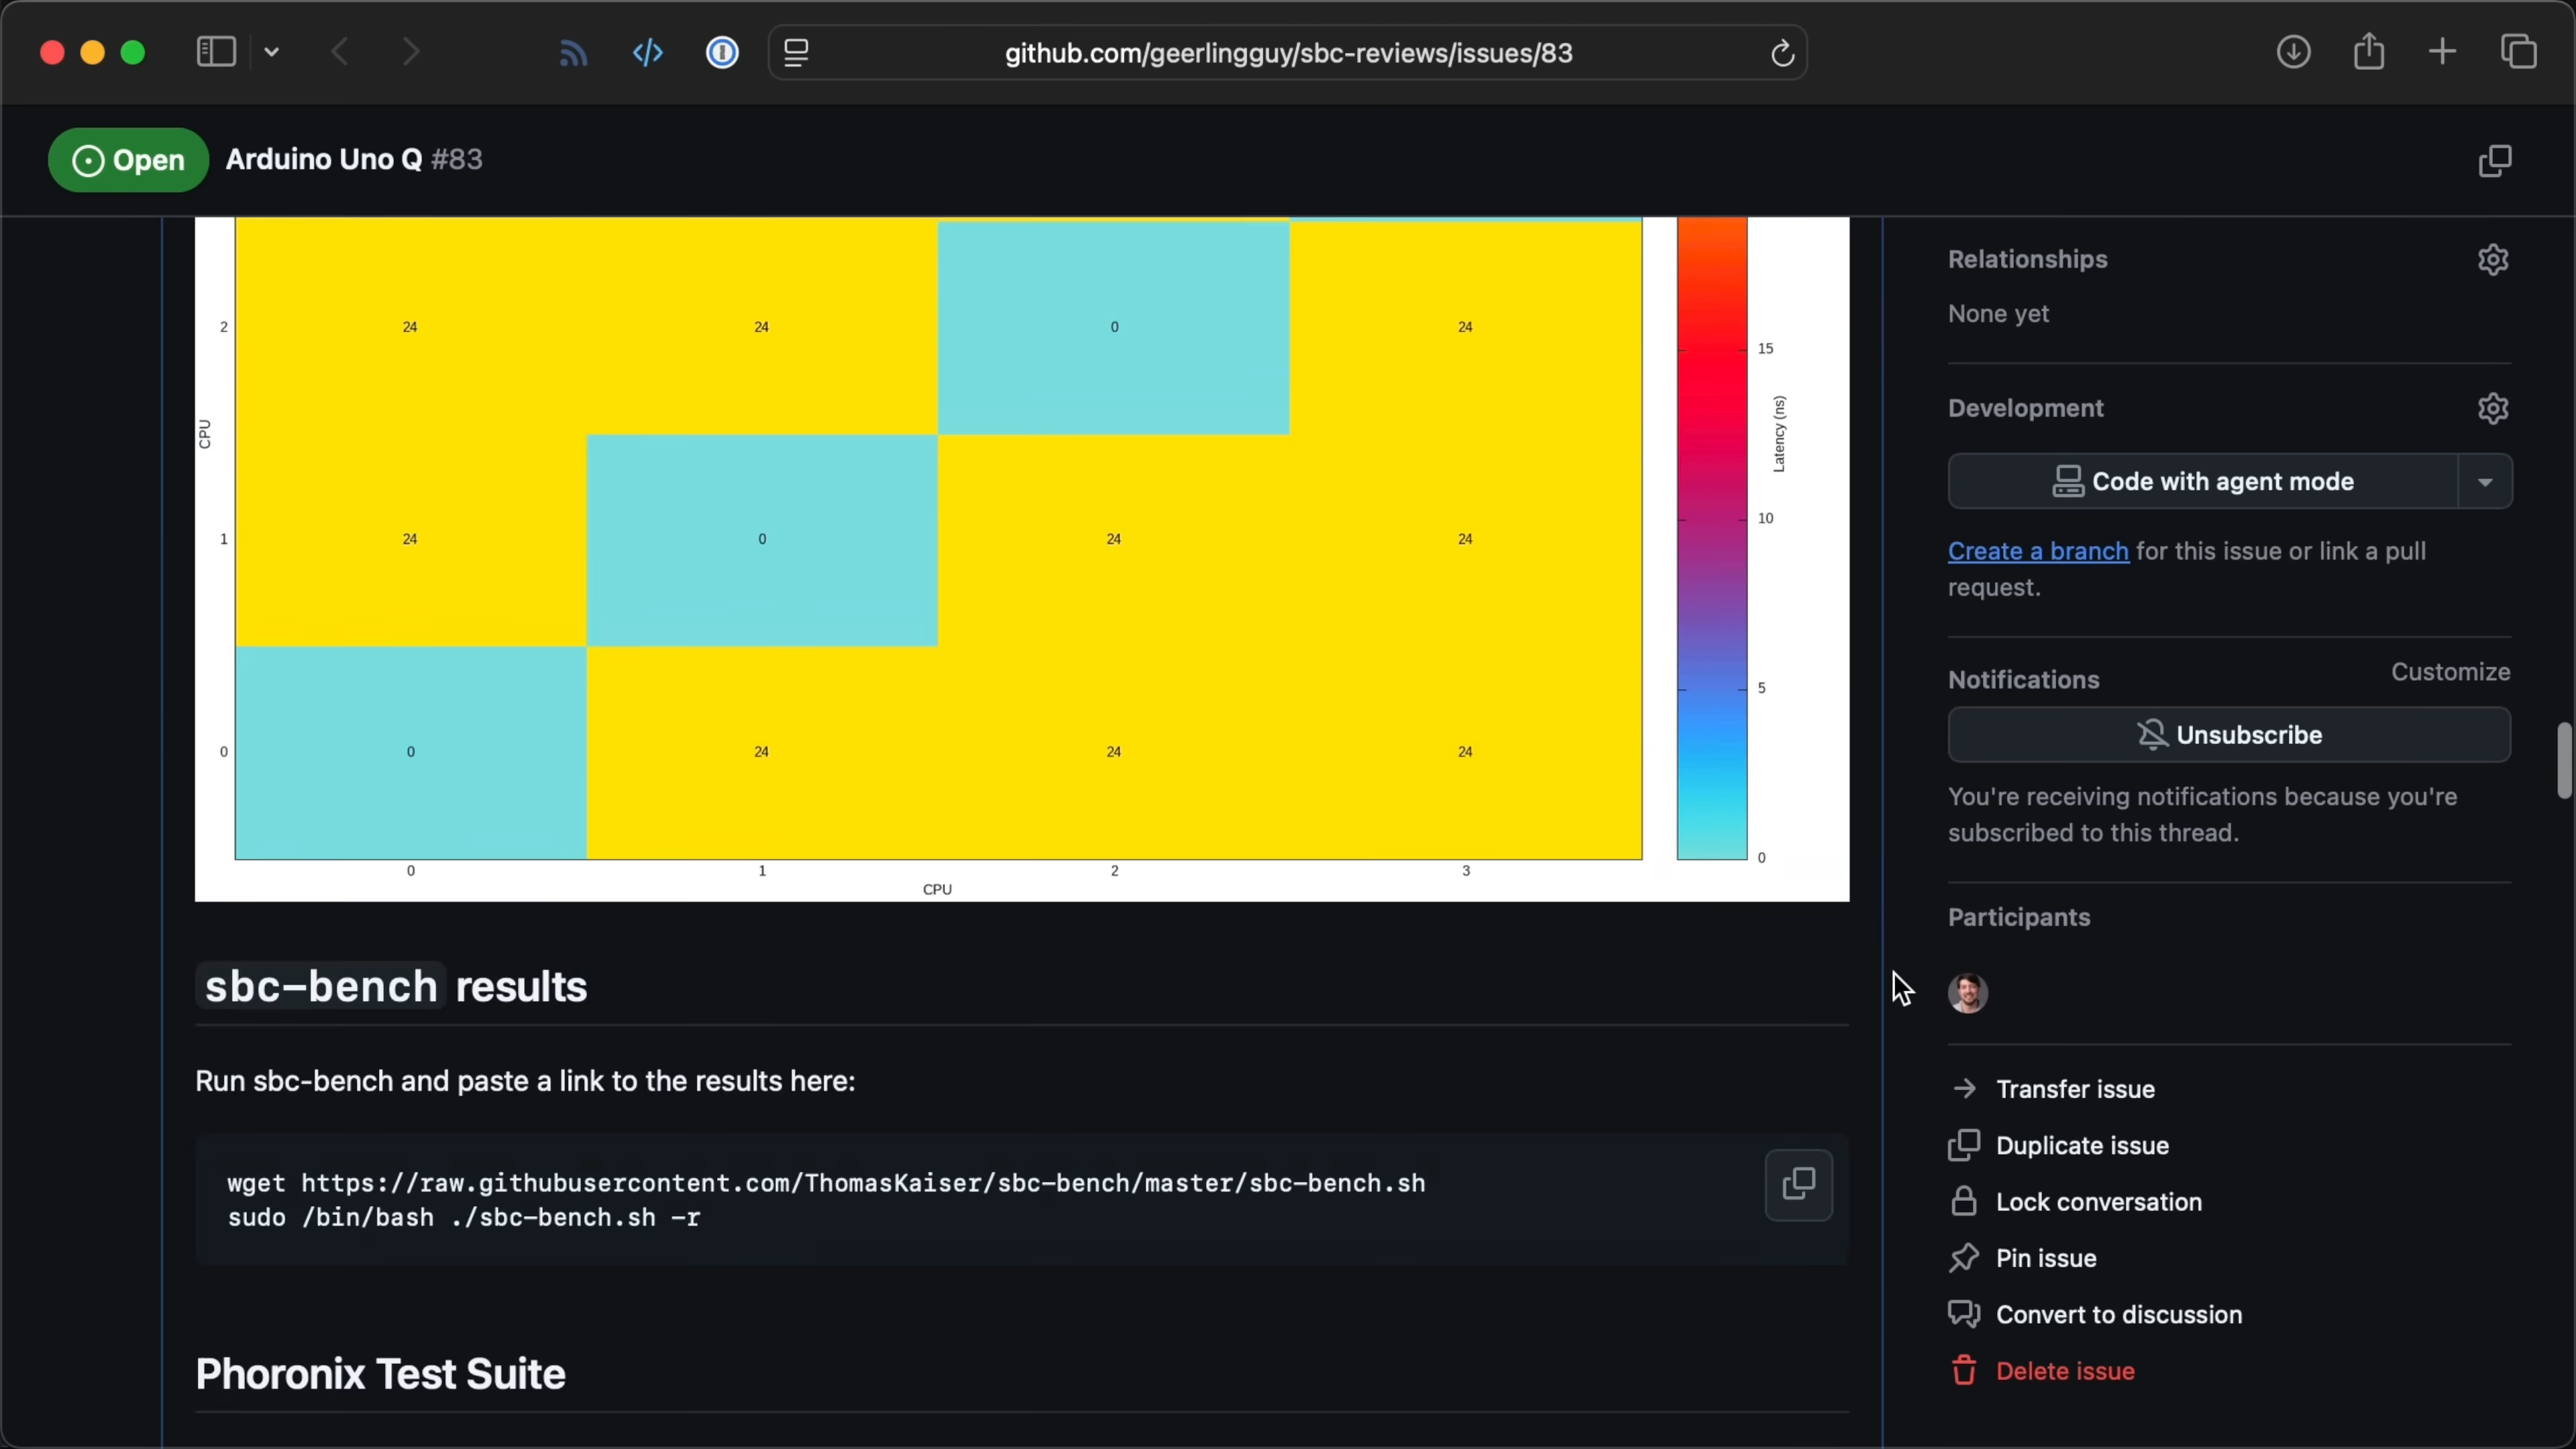 github.com/geerlingguy/sbc-reviews/issues/83
Open Arduino Uno Q #83
2 24 24 0 24
1 24 0 24 24
0 0 24 24 24
0 1 2 3
CPU
CPU
15
10
5
0
Latency (ns)
sbc-bench results
Run sbc-bench and paste a link to the results here:
wget https://raw.githubusercontent.com/ThomasKaiser/sbc-bench/master/sbc-bench.sh
sudo /bin/bash ./sbc-bench.sh -r
Phoronix Test Suite
Relationships
None yet
Development
Code with agent mode
Create a branch for this issue or link a pull
request.
Notifications Customize
Unsubscribe
You're receiving notifications because you're
subscribed to this thread.
Participants
Transfer issue
Duplicate issue
Lock conversation
Pin issue
Convert to discussion
Delete issue